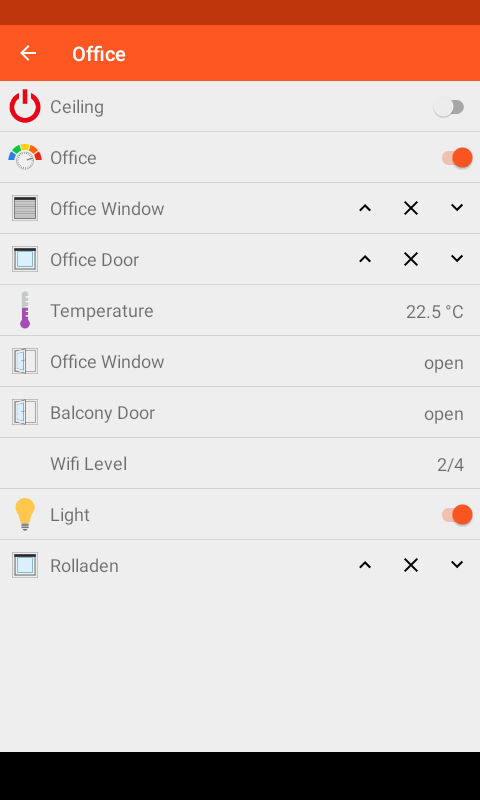 Office
Ceiling
Office
Office Window
Office Door
Temperature 22.5 °C
Office Window open
Balcony Door open
Wifi Level 2/4
Light
Rolladen